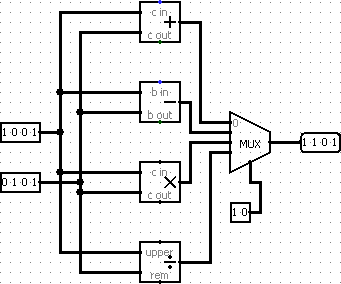 c in
+
c out
b in
−
b out
0
1 0 0 1
MUX
1 1 0 1
c in
×
0 1 0 1
c out
1 0
upper
÷
rem